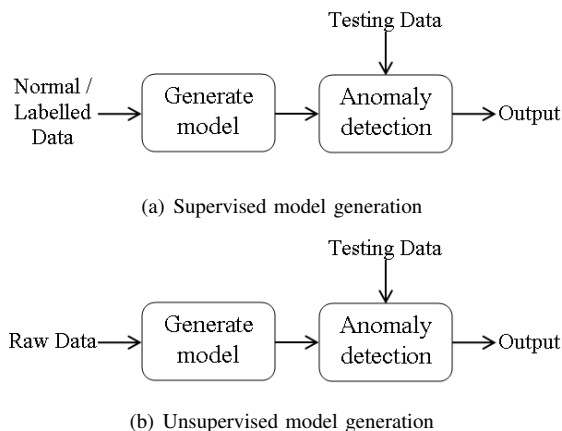 Testing Data
Normal /
Labelled
Data
Generate
model
Anomaly
detection
Output
(a) Supervised model generation
Testing Data
Raw Data
Generate
model
Anomaly
detection
Output
(b) Unsupervised model generation